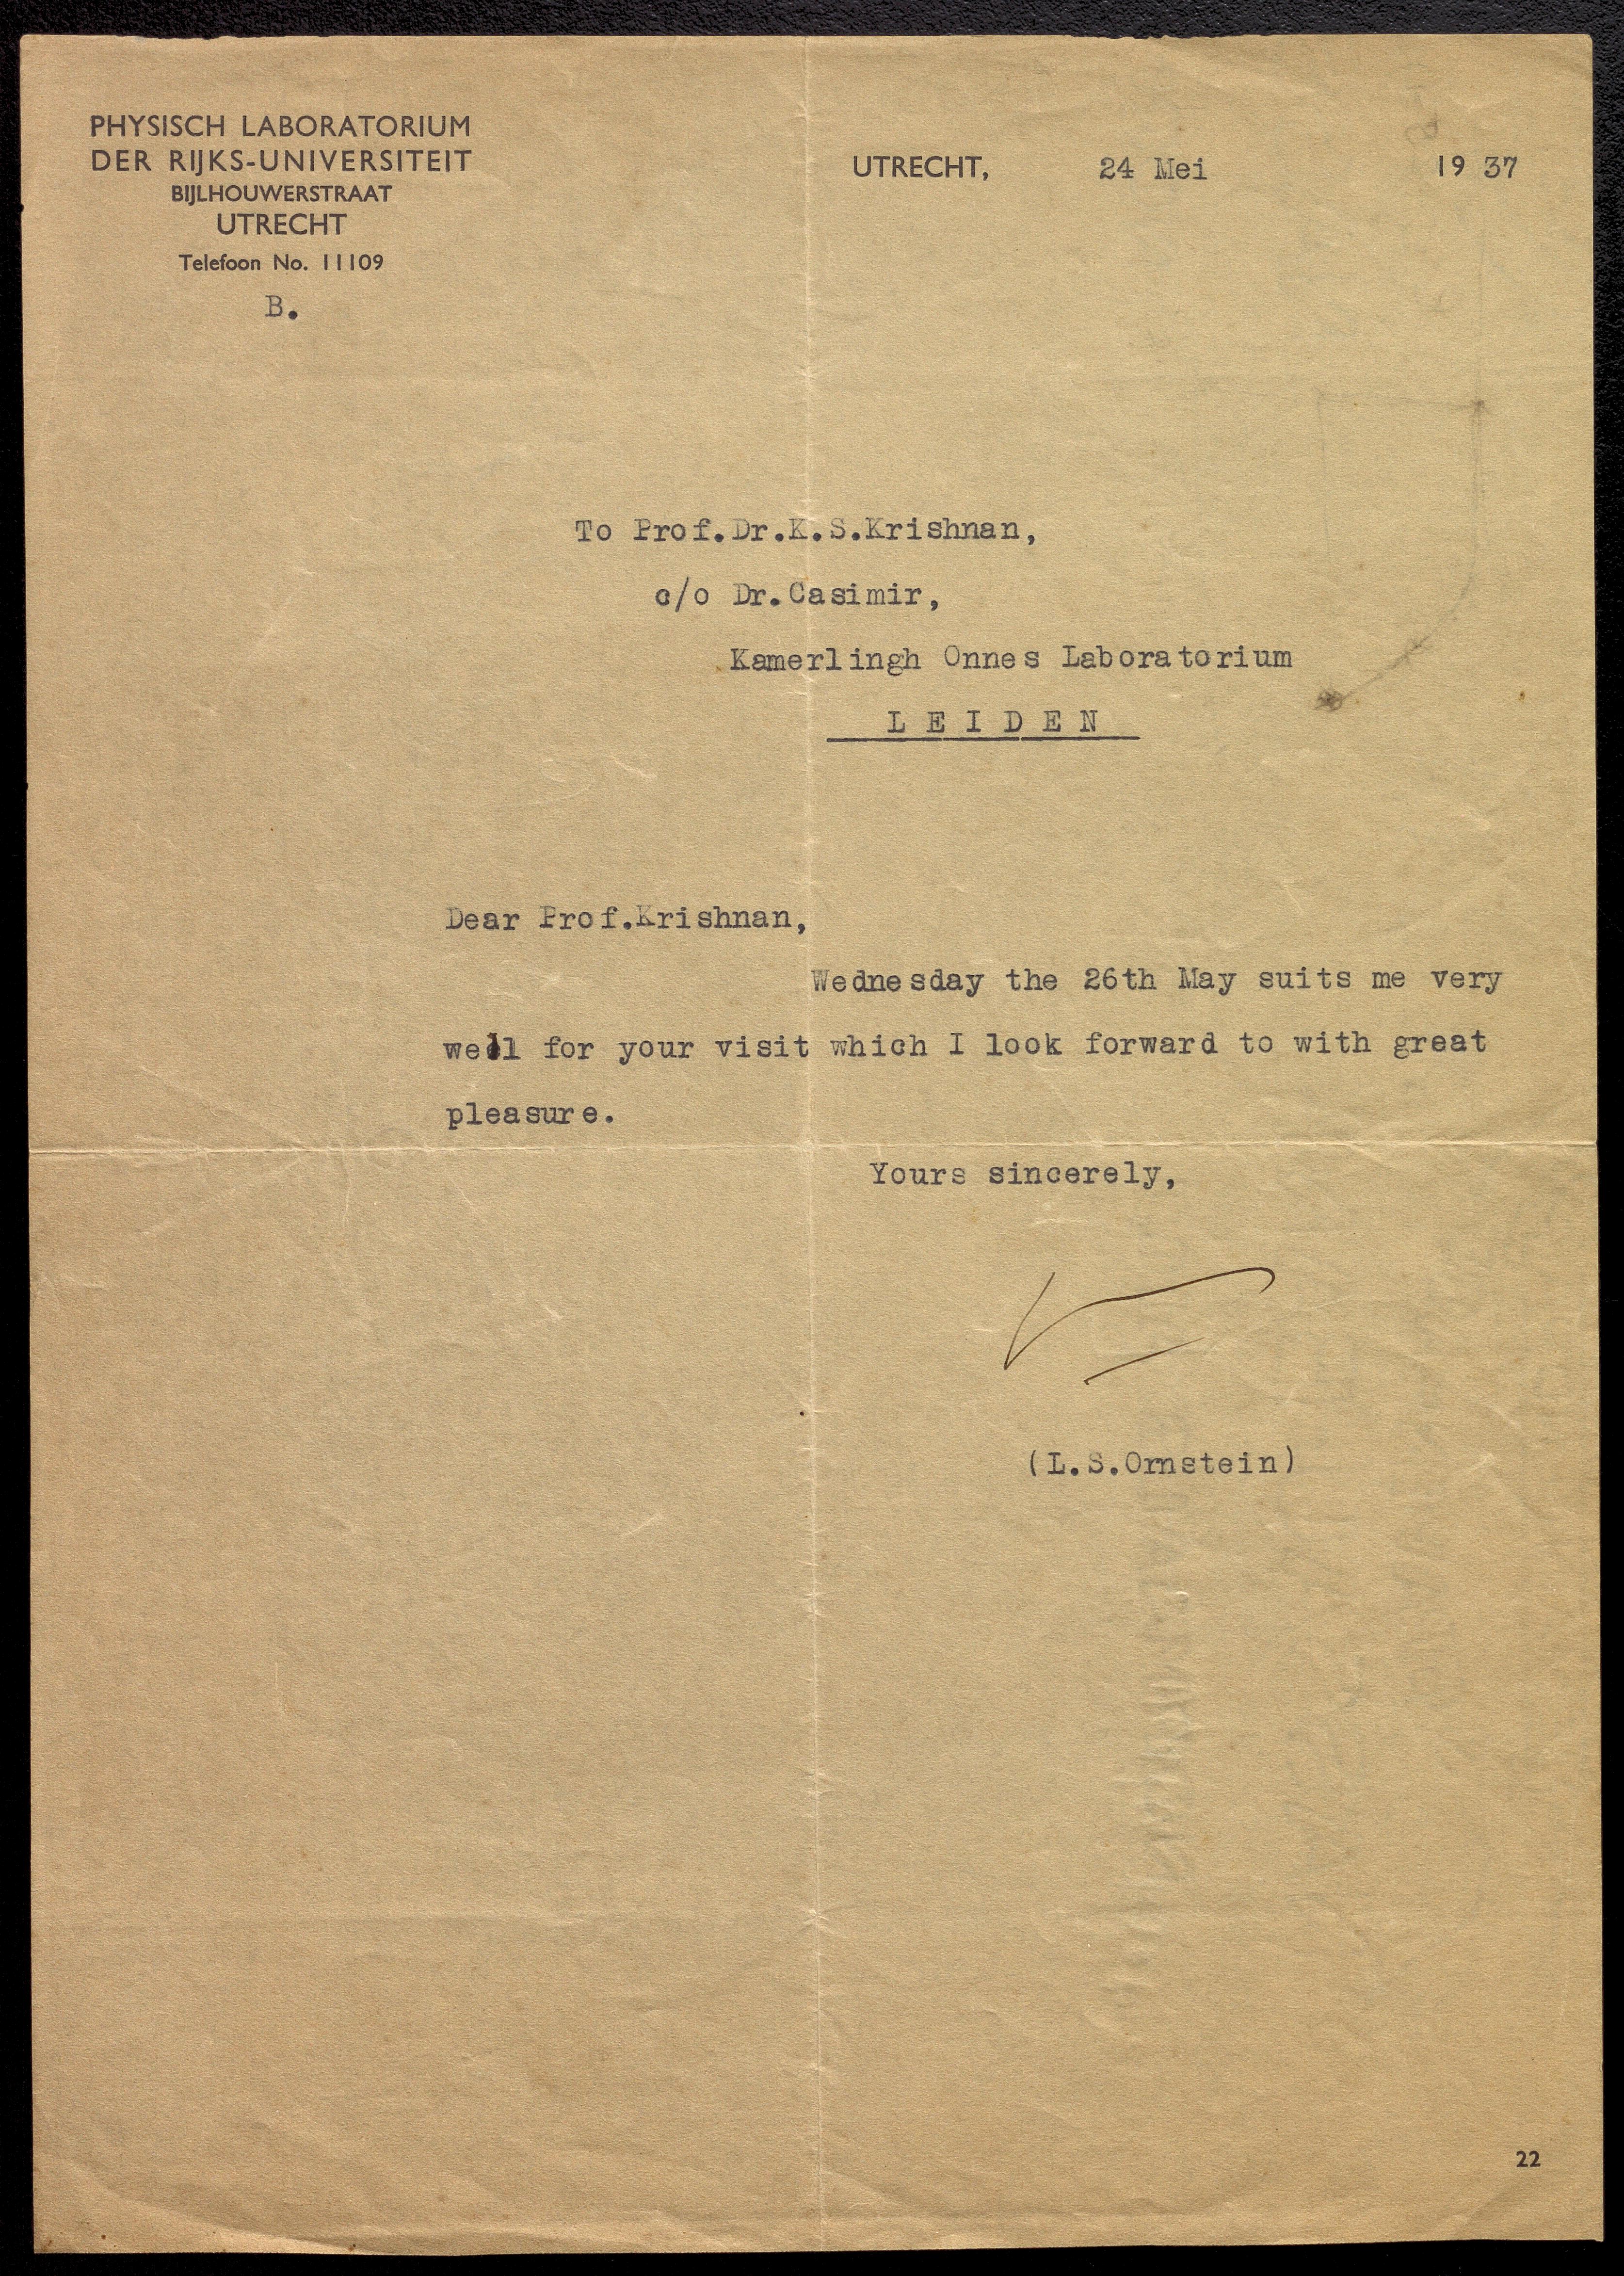 PHYSISCH LABORATORIUM
DER RIJKS-UNIVERSITEIT
BIJLHOUWERSTRAAT
UTRECHT
Telefoon No. 11109
B.
UTRECHT, 24 Mei 19 37
To Prof.Dr.K.S.Krishnan,
c/o Dr.Casimir,
Kamerlingh Onnes Laboratorium
L E I D E N
Dear Prof.Krishnan,
Wednesday the 26th May suits me very
well for your visit which I look forward to with great
pleasure.
Yours sincerely,
(L.S.Ornstein)
22